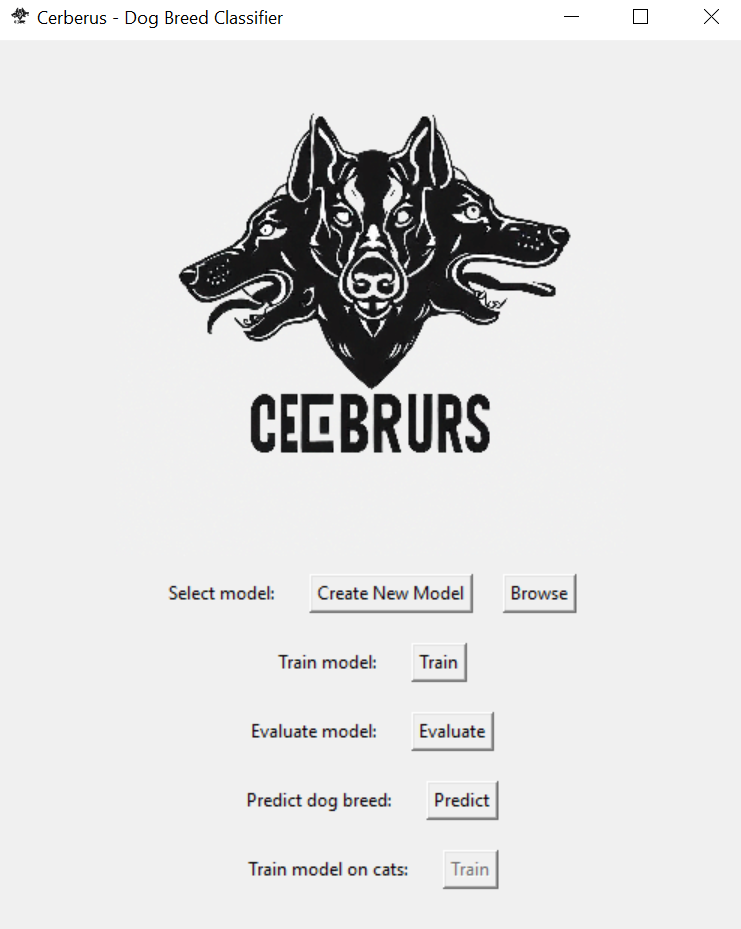 Cerberus - Dog Breed Classifier
CECBRURS
Select model: Create New Model Browse
Train model: Train
Evaluate model: Evaluate
Predict dog breed: Predict
Train model on cats: Train